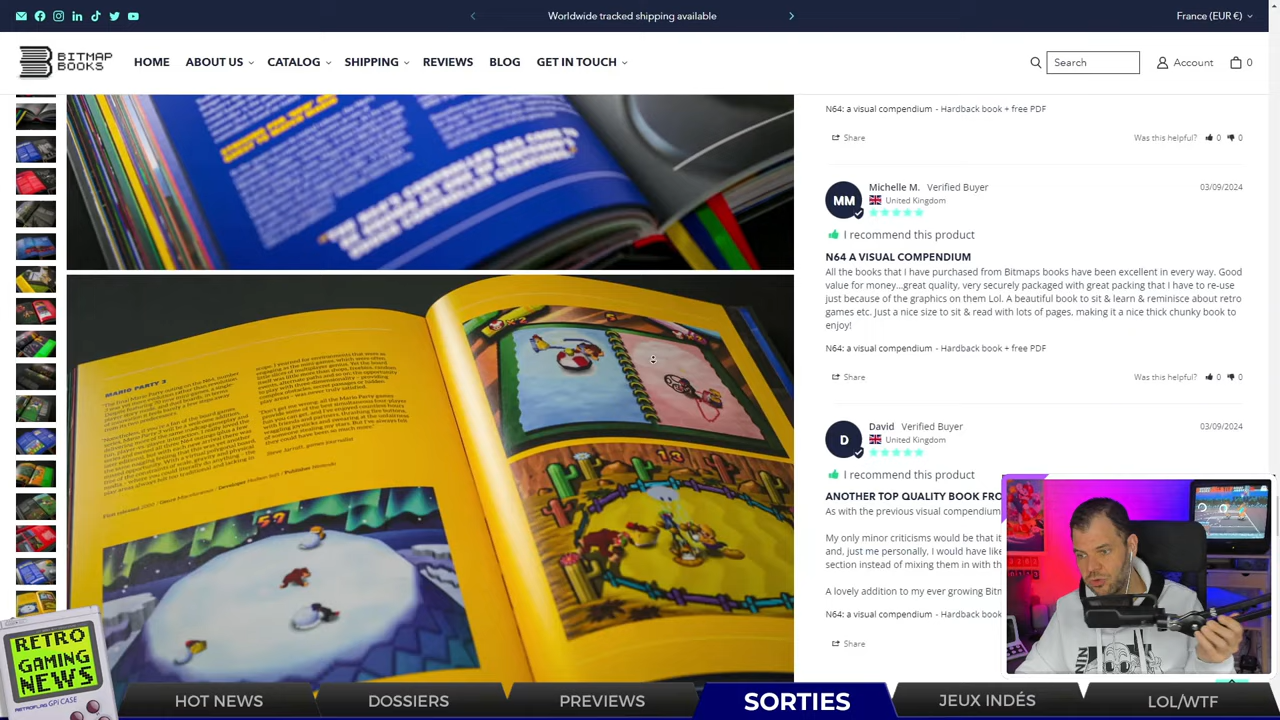 Worldwide tracked shipping available
France (EUR €)
BITMAP
BOOKS
HOME
ABOUT US
CATALOG
SHIPPING
REVIEWS
BLOG
GET IN TOUCH
Search
Account
0
N64: a visual compendium - Hardback book + free PDF
Share
Was this helpful? 0 0
MM
Michelle M. Verified Buyer
03/09/2024
United Kingdom
I recommend this product
N64 A VISUAL COMPENDIUM
All the books that I have purchased from Bitmaps books have been excellent in every way. Good
value for money...great quality, very securely packaged with great packing that I have to re-use
just because of the graphics on them Lol. A beautiful book to sit & learn & reminisce about retro
games etc. Just a nice size to sit & read with lots of pages, making it a nice thick chunky book to
enjoy!
N64: a visual compendium - Hardback book + free PDF
Share
Was this helpful? 0 0
D
David Verified Buyer
03/09/2024
United Kingdom
I recommend this product
ANOTHER TOP QUALITY BOOK FRO
As with the previous visual compendium
My only minor criticisms would be that it
and, just me personally, I would have like
section instead of mixing them in with th
A lovely addition to my ever growing Bitm
N64: a visual compendium - Hardback
Share
MARIO PARTY 3
Steve Jarratt, games journalist
RETRO
GAMING
NEWS
RETROFLAG GPi CASE
HOT NEWS
DOSSIERS
PREVIEWS
SORTIES
JEUX INDÉS
LOL/WTF